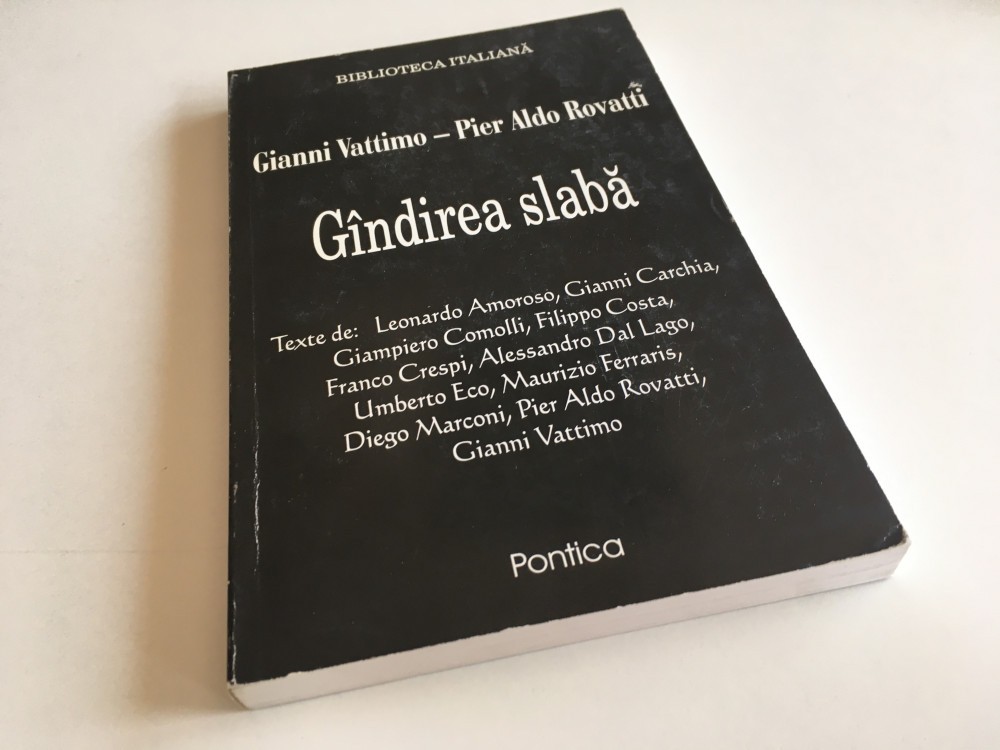 BIBLIOTECA ITALIANĂ
Gianni Vattimo – Pier Aldo Rovatti
Gîndirea slabă
Texte de: Leonardo Amoroso, Gianni Carchia,
Giampiero Comolli, Filippo Costa,
Franco Crespi, Alessandro Dal Lago,
Umberto Eco, Maurizio Ferraris,
Diego Marconi, Pier Aldo Rovatti,
Gianni Vattimo
Pontica